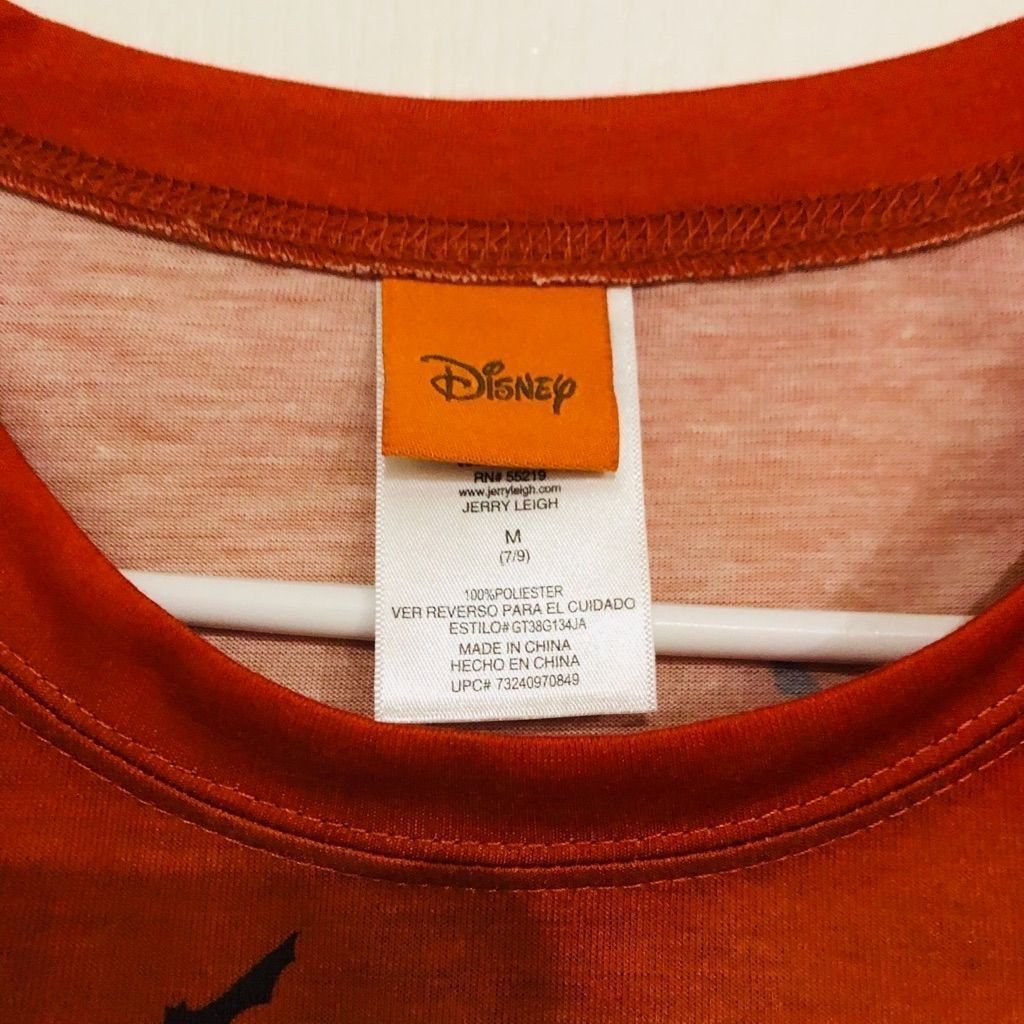 Disney
RN# 55219
www.jerryleigh.com
JERRY LEIGH
M
(7/9)
100%POLIESTER
VER REVERSO PARA EL CUIDADO
ESTILO# GT38G134JA
MADE IN CHINA
HECHO EN CHINA
UPC# 73240970849